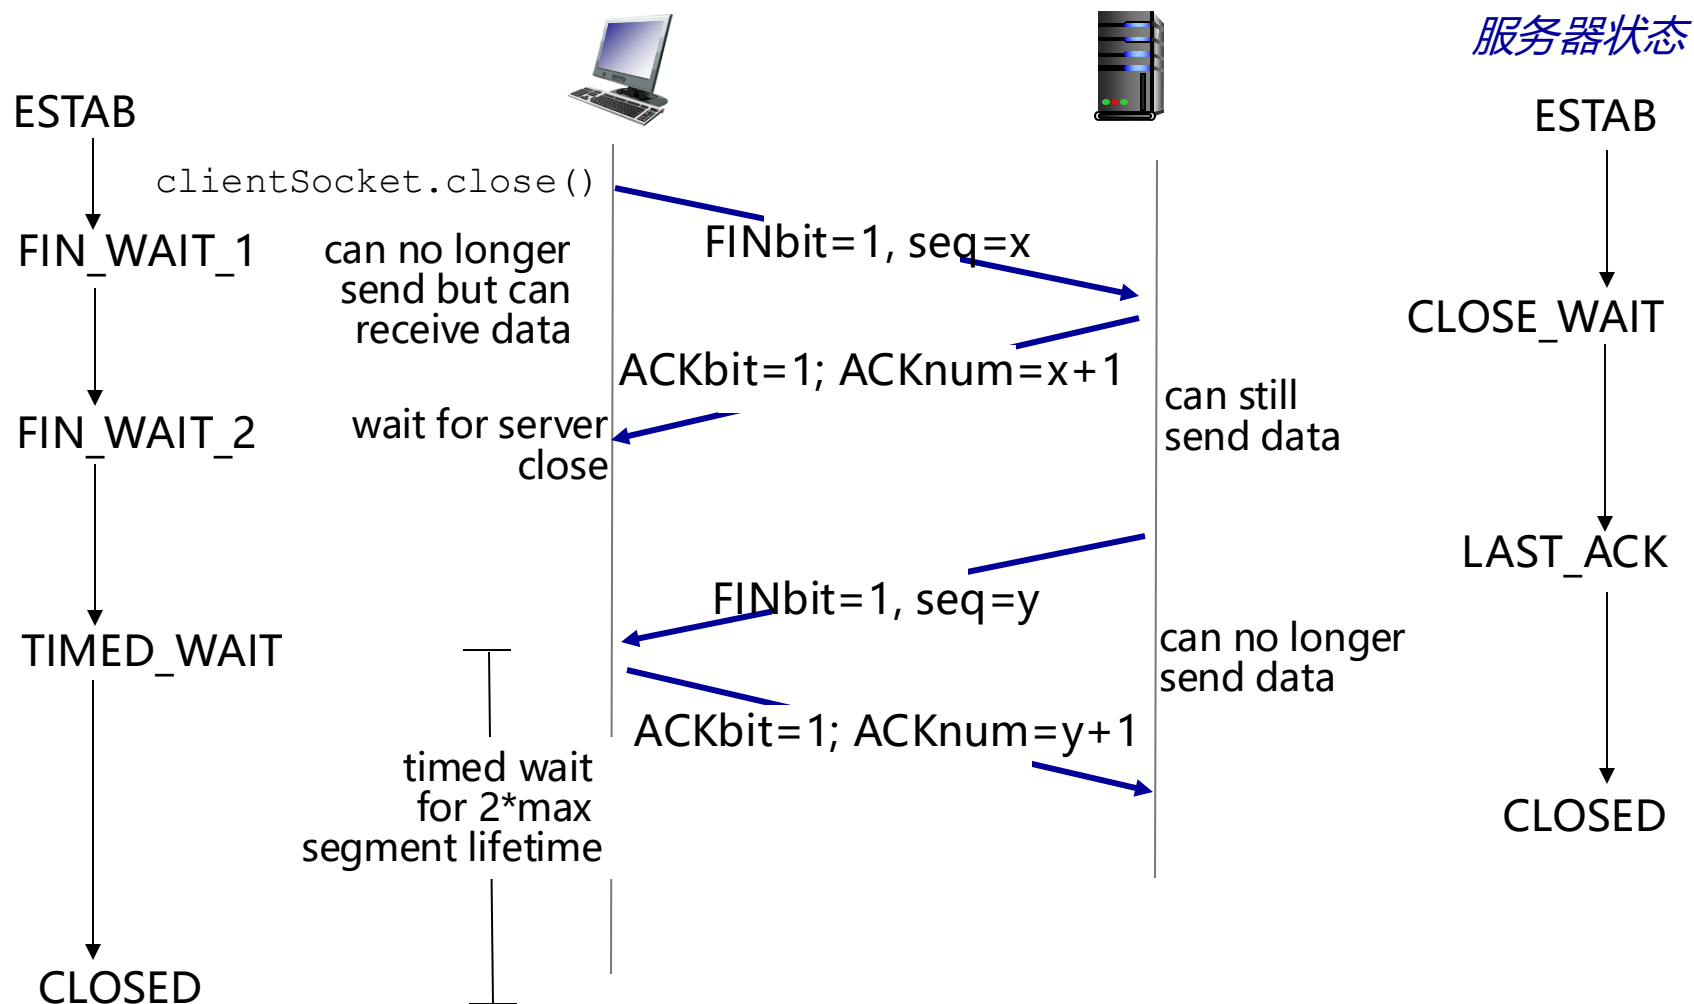 服务器状态
ESTAB
ESTAB
clientSocket.close()
FIN_WAIT_1
can no longer
send but can
receive data
FINbit=1, seq=x
CLOSE_WAIT
ACKbit=1; ACKnum=x+1
can still
send data
FIN_WAIT_2
wait for server
close
LAST_ACK
FINbit=1, seq=y
can no longer
send data
TIMED_WAIT
ACKbit=1; ACKnum=y+1
timed wait
for 2*max
segment lifetime
CLOSED
CLOSED